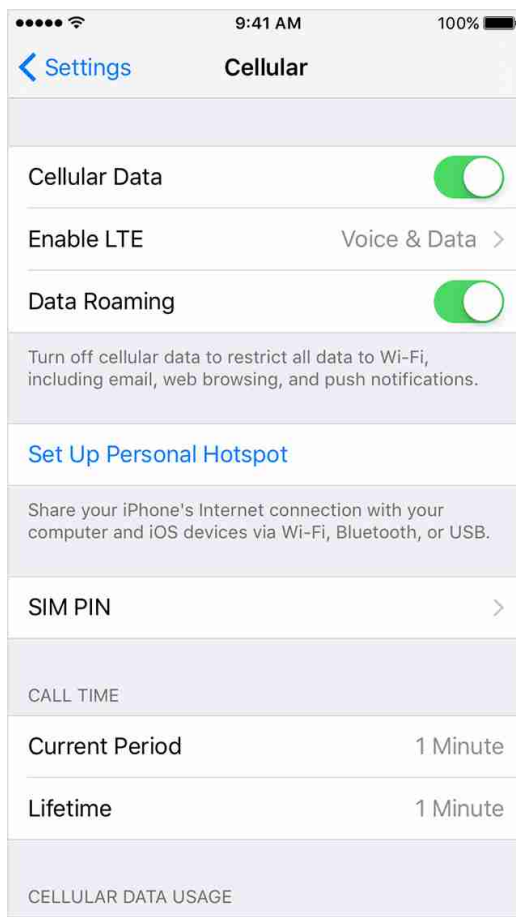 9:41 AM 100%
Settings Cellular
Cellular Data
Enable LTE Voice & Data
Data Roaming
Turn off cellular data to restrict all data to Wi-Fi,
including email, web browsing, and push notifications.
Set Up Personal Hotspot
Share your iPhone's Internet connection with your
computer and iOS devices via Wi-Fi, Bluetooth, or USB.
SIM PIN
CALL TIME
Current Period 1 Minute
Lifetime 1 Minute
CELLULAR DATA USAGE